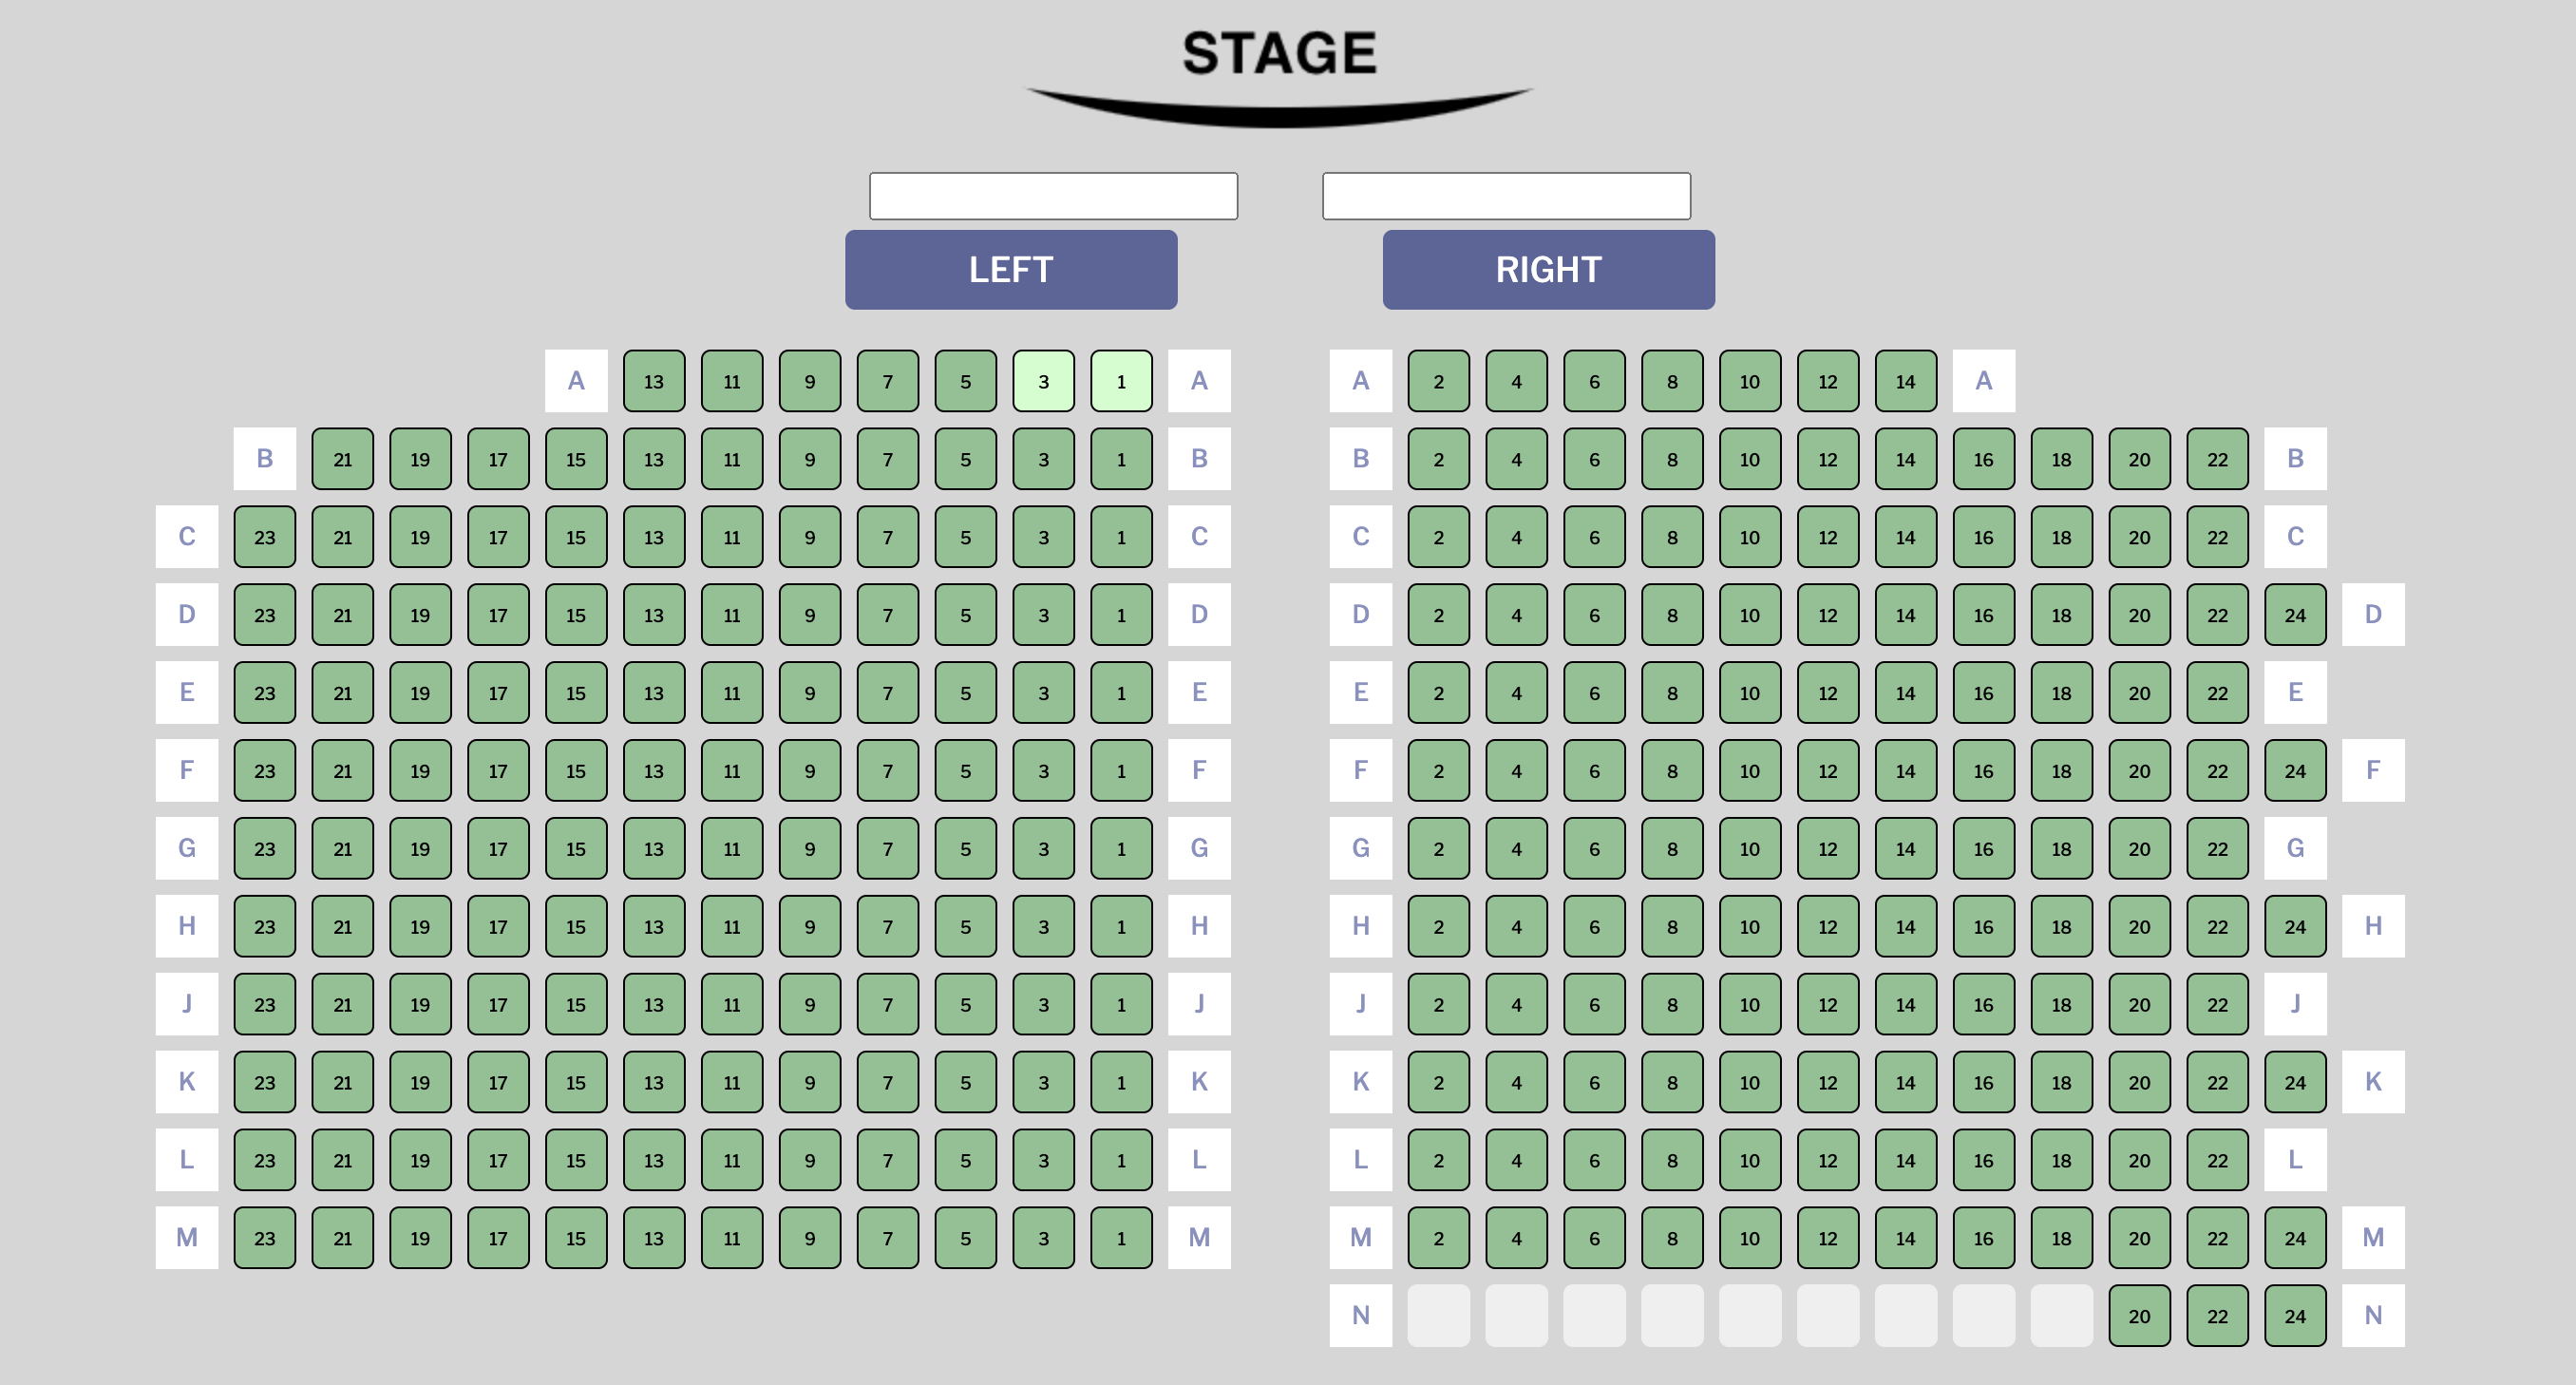 STAGE
LEFT RIGHT
A 13 11 9 7 5 3 1 A A 2 4 6 8 10 12 14 A
B 21 19 17 15 13 11 9 7 5 3 1 B B 2 4 6 8 10 12 14 16 18 20 22 B
C 23 21 19 17 15 13 11 9 7 5 3 1 C C 2 4 6 8 10 12 14 16 18 20 22 C
D 23 21 19 17 15 13 11 9 7 5 3 1 D D 2 4 6 8 10 12 14 16 18 20 22 24 D
E 23 21 19 17 15 13 11 9 7 5 3 1 E E 2 4 6 8 10 12 14 16 18 20 22 E
F 23 21 19 17 15 13 11 9 7 5 3 1 F F 2 4 6 8 10 12 14 16 18 20 22 24 F
G 23 21 19 17 15 13 11 9 7 5 3 1 G G 2 4 6 8 10 12 14 16 18 20 22 G
H 23 21 19 17 15 13 11 9 7 5 3 1 H H 2 4 6 8 10 12 14 16 18 20 22 24 H
J 23 21 19 17 15 13 11 9 7 5 3 1 J J 2 4 6 8 10 12 14 16 18 20 22 J
K 23 21 19 17 15 13 11 9 7 5 3 1 K K 2 4 6 8 10 12 14 16 18 20 22 24 K
L 23 21 19 17 15 13 11 9 7 5 3 1 L L 2 4 6 8 10 12 14 16 18 20 22 L
M 23 21 19 17 15 13 11 9 7 5 3 1 M M 2 4 6 8 10 12 14 16 18 20 22 24 M
N 20 22 24 N